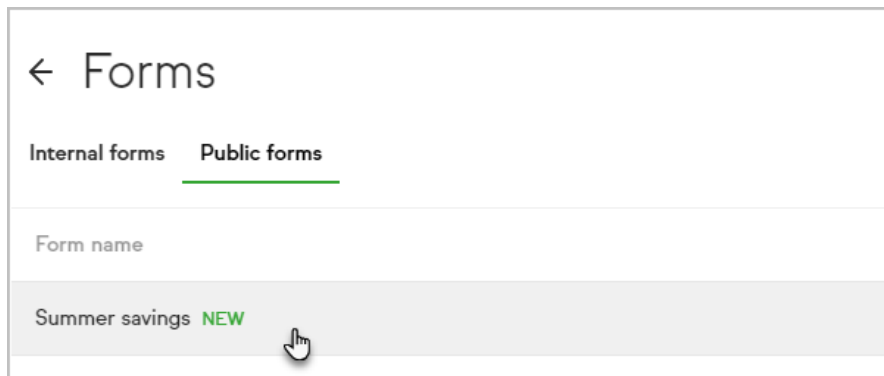 Forms
Internal forms Public forms
Form name
Summer savings NEW